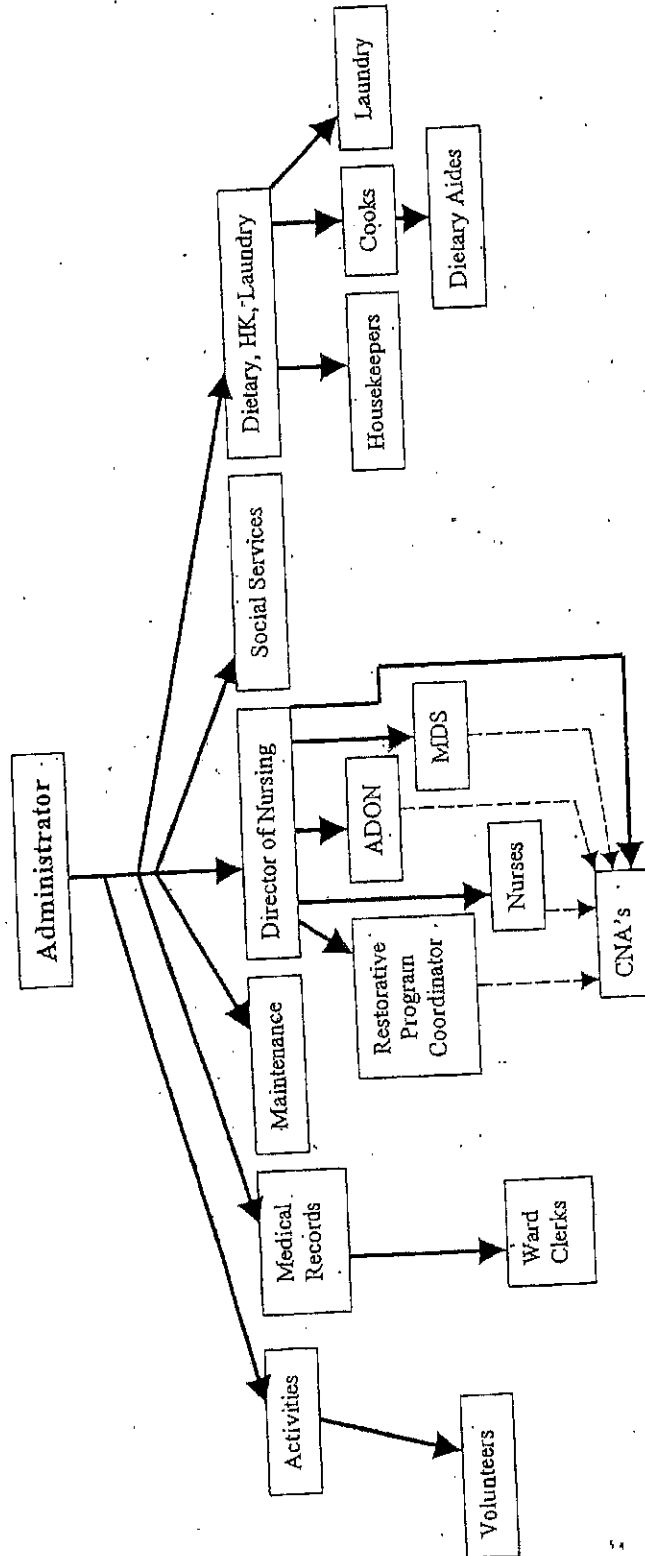 Administrator
Activities
Medical
Records
Maintenance
Director of Nursing
Social Services
Dietary, HK, Laundry
Restorative
Program
Coordinator
Nurses
ADON
MDS
Housekeepers
Cooks
Laundry
Volunteers
Ward
Clerks
CNA's
Dietary Aides